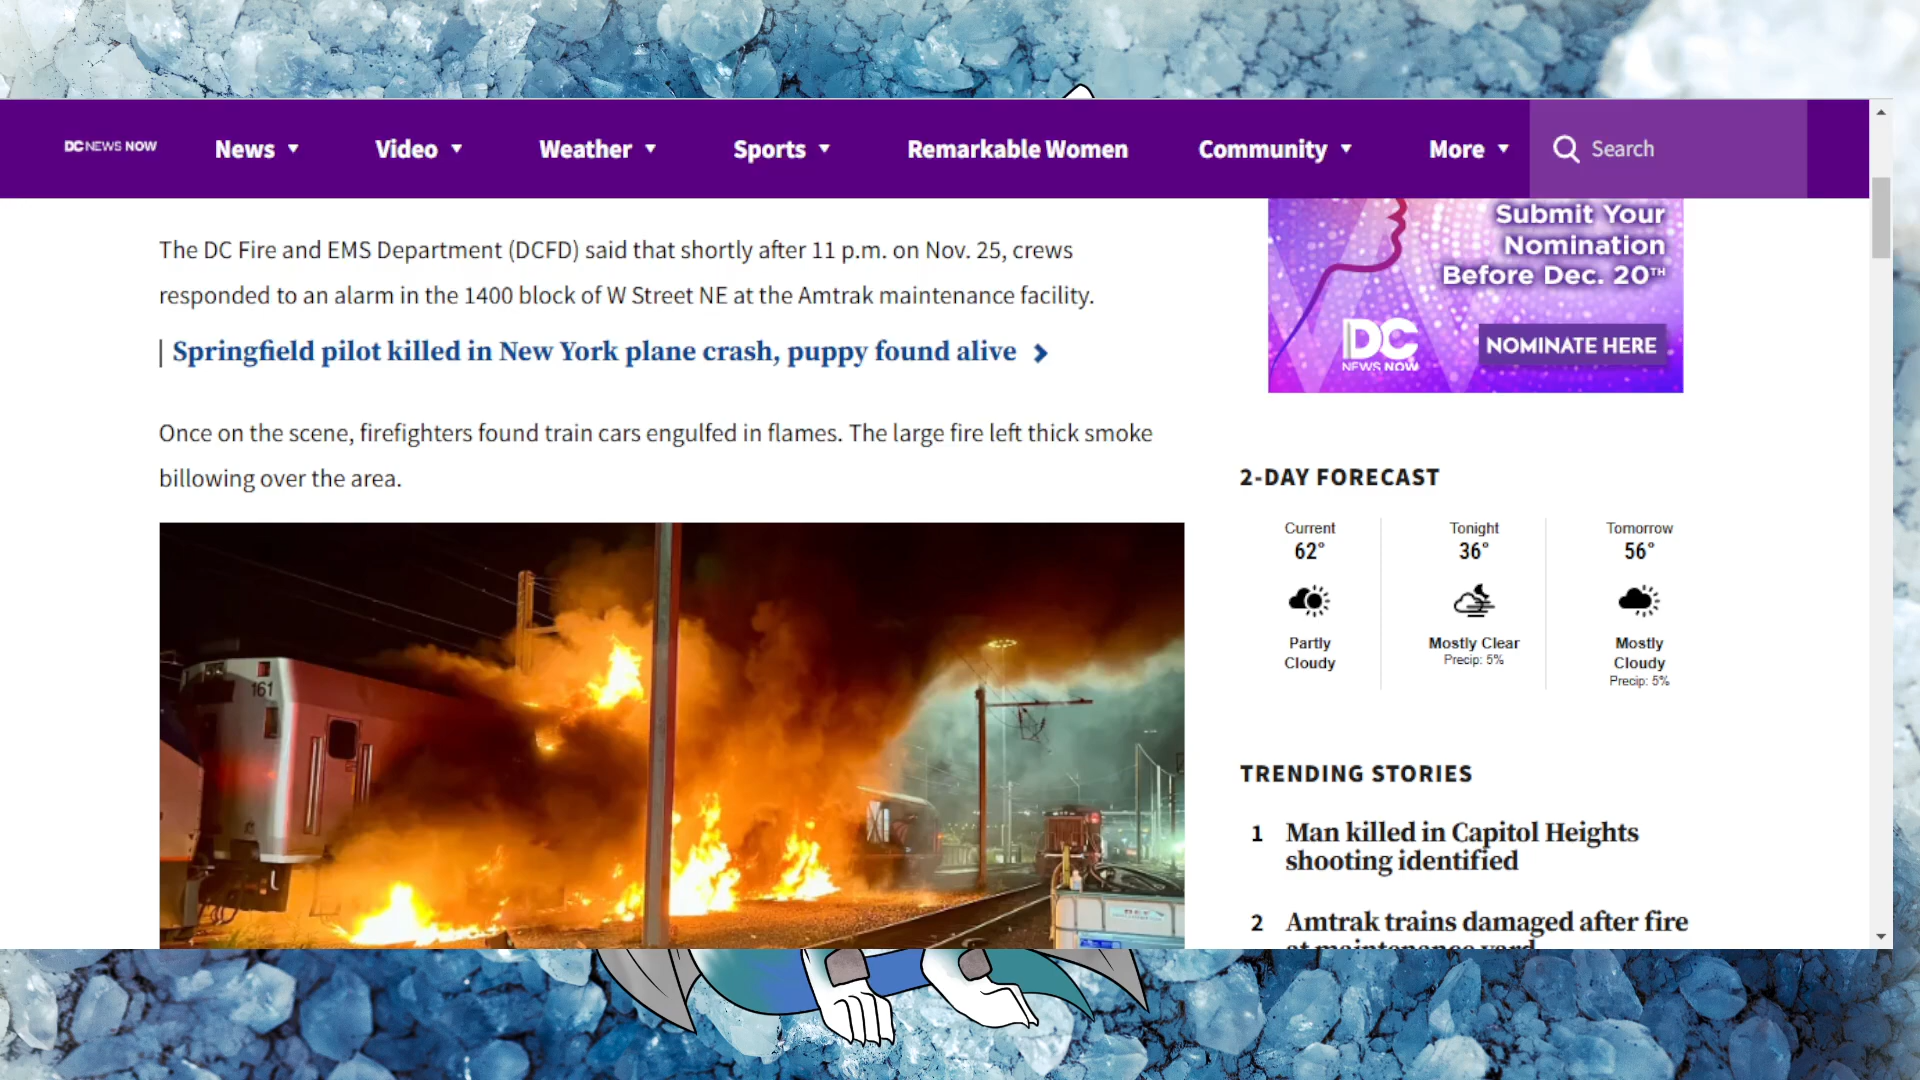 DC NEWS NOW
News
Video
Weather
Sports
Remarkable Women
Community
More
Search
The DC Fire and EMS Department (DCFD) said that shortly after 11 p.m. on Nov. 25, crews
responded to an alarm in the 1400 block of W Street NE at the Amtrak maintenance facility.
Springfield pilot killed in New York plane crash, puppy found alive
Once on the scene, firefighters found train cars engulfed in flames. The large fire left thick smoke
billowing over the area.
161
Submit Your
Nomination
Before Dec. 20TH
DC
NEWS NOW
NOMINATE HERE
2-DAY FORECAST
Current
62°
Partly
Cloudy
Tonight
36°
Mostly Clear
Precip: 5%
Tomorrow
56°
Mostly
Cloudy
Precip: 5%
TRENDING STORIES
1 Man killed in Capitol Heights
shooting identified
2 Amtrak trains damaged after fire
at maintenance yard